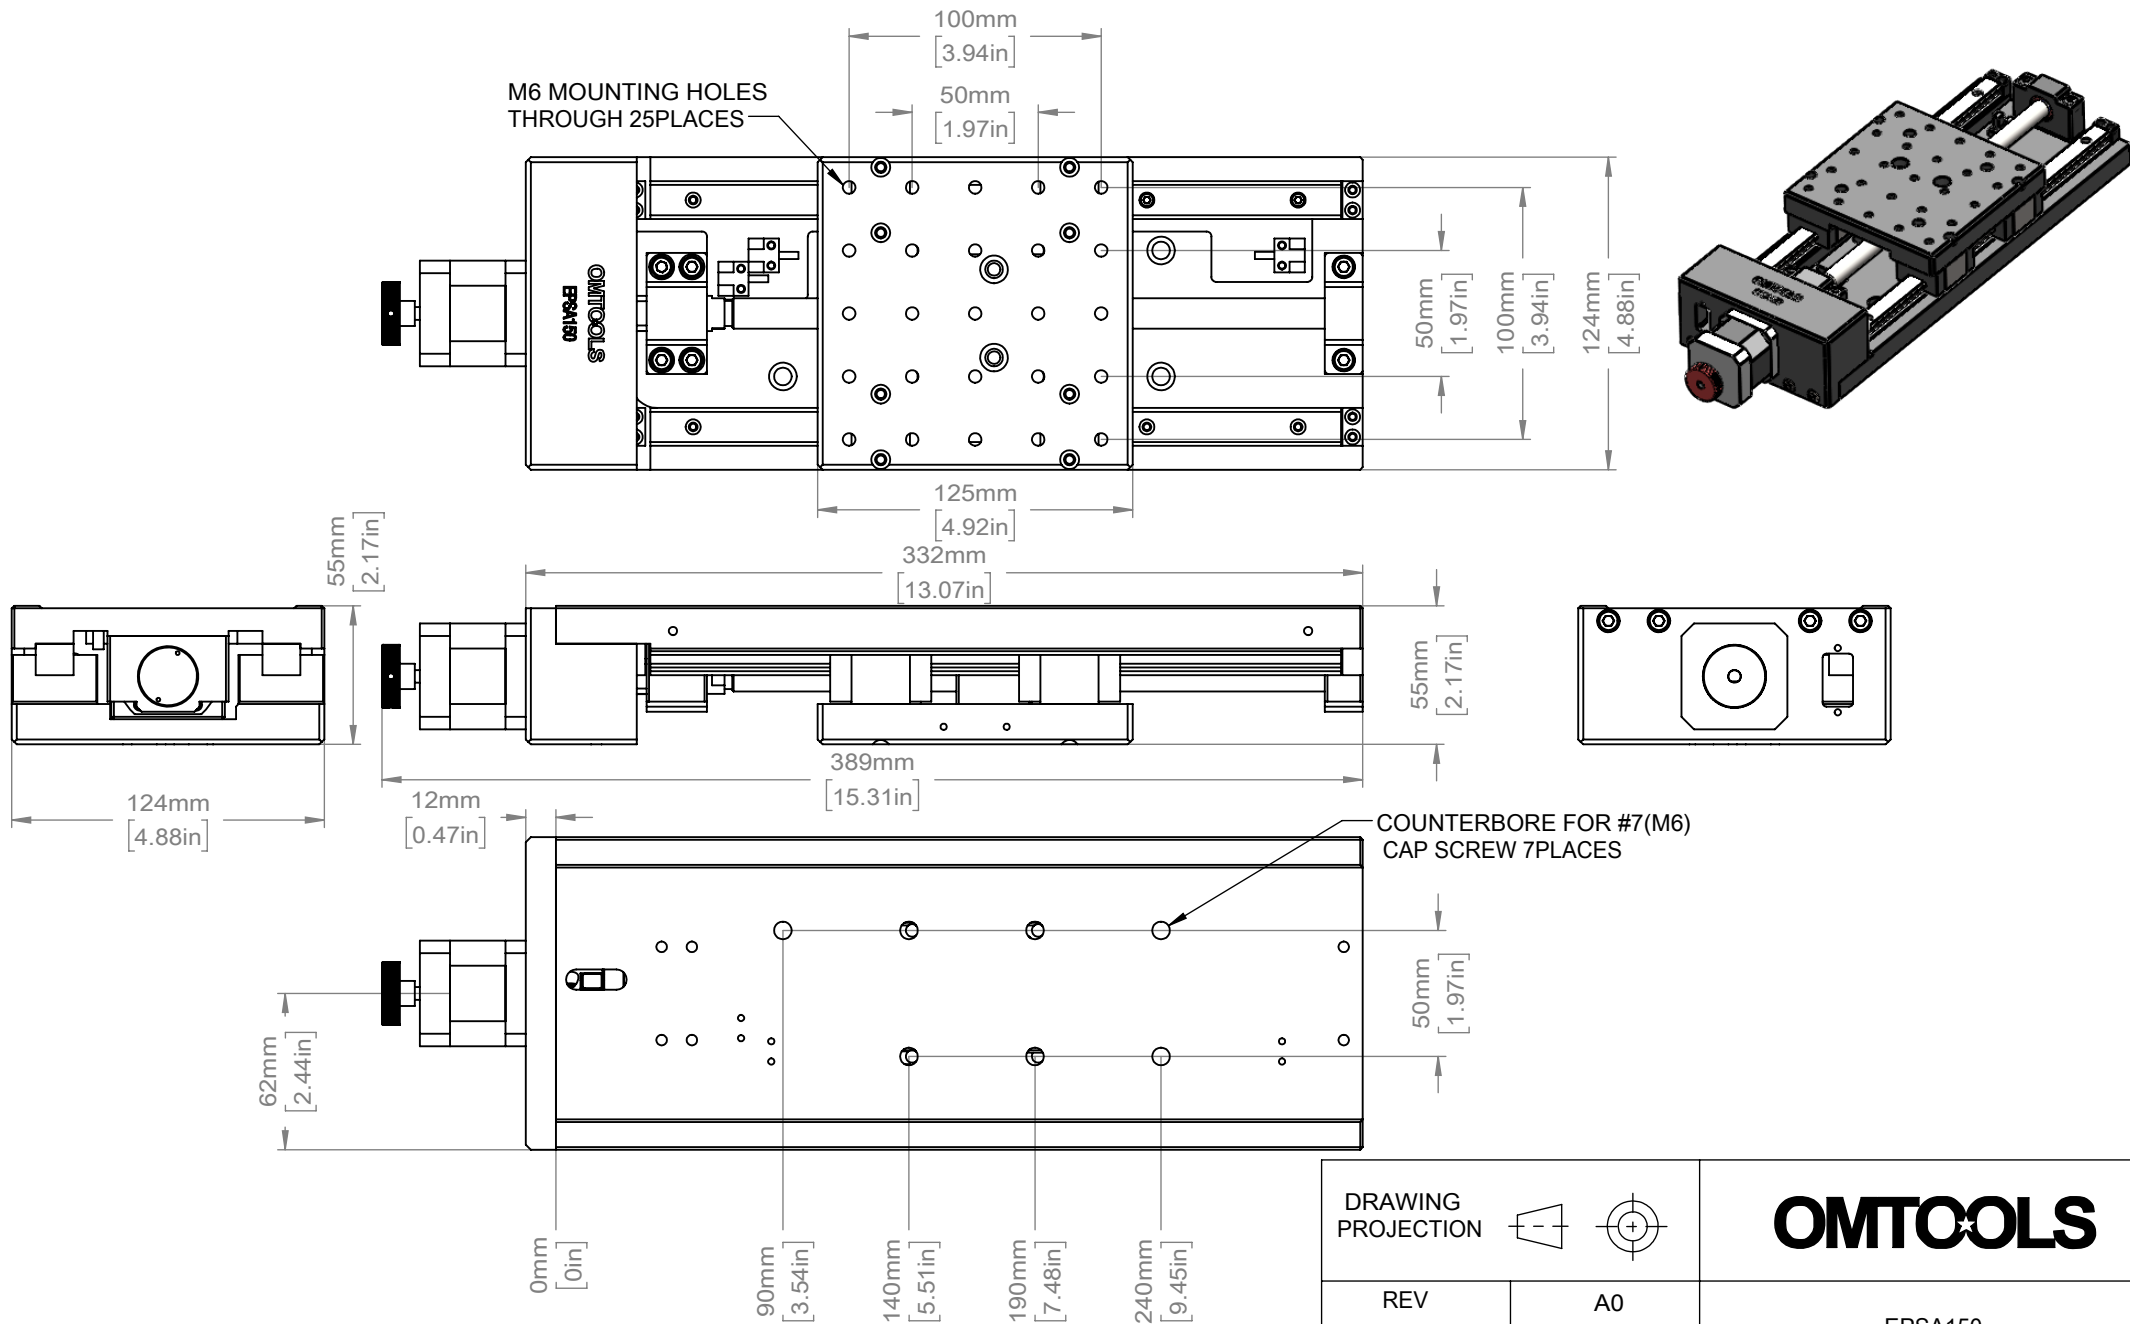 100mm
[3.94in]
M6 MOUNTING HOLES
THROUGH 25PLACES
50mm
[1.97in]
OMTOOLS
EPSA150
50mm
[1.97in]
100mm
[3.94in]
124mm
[4.88in]
125mm
[4.92in]
55mm
[2.17in]
332mm
[13.07in]
55mm
[2.17in]
124mm
[4.88in]
389mm
[15.31in]
12mm
[0.47in]
COUNTERBORE FOR #7(M6)
CAP SCREW 7PLACES
62mm
[2.44in]
50mm
[1.97in]
0mm
[0in]
90mm
[3.54in]
140mm
[5.51in]
190mm
[7.48in]
240mm
[9.45in]
DRAWING
PROJECTION
OMTOOLS
REV
A0
EPSA150